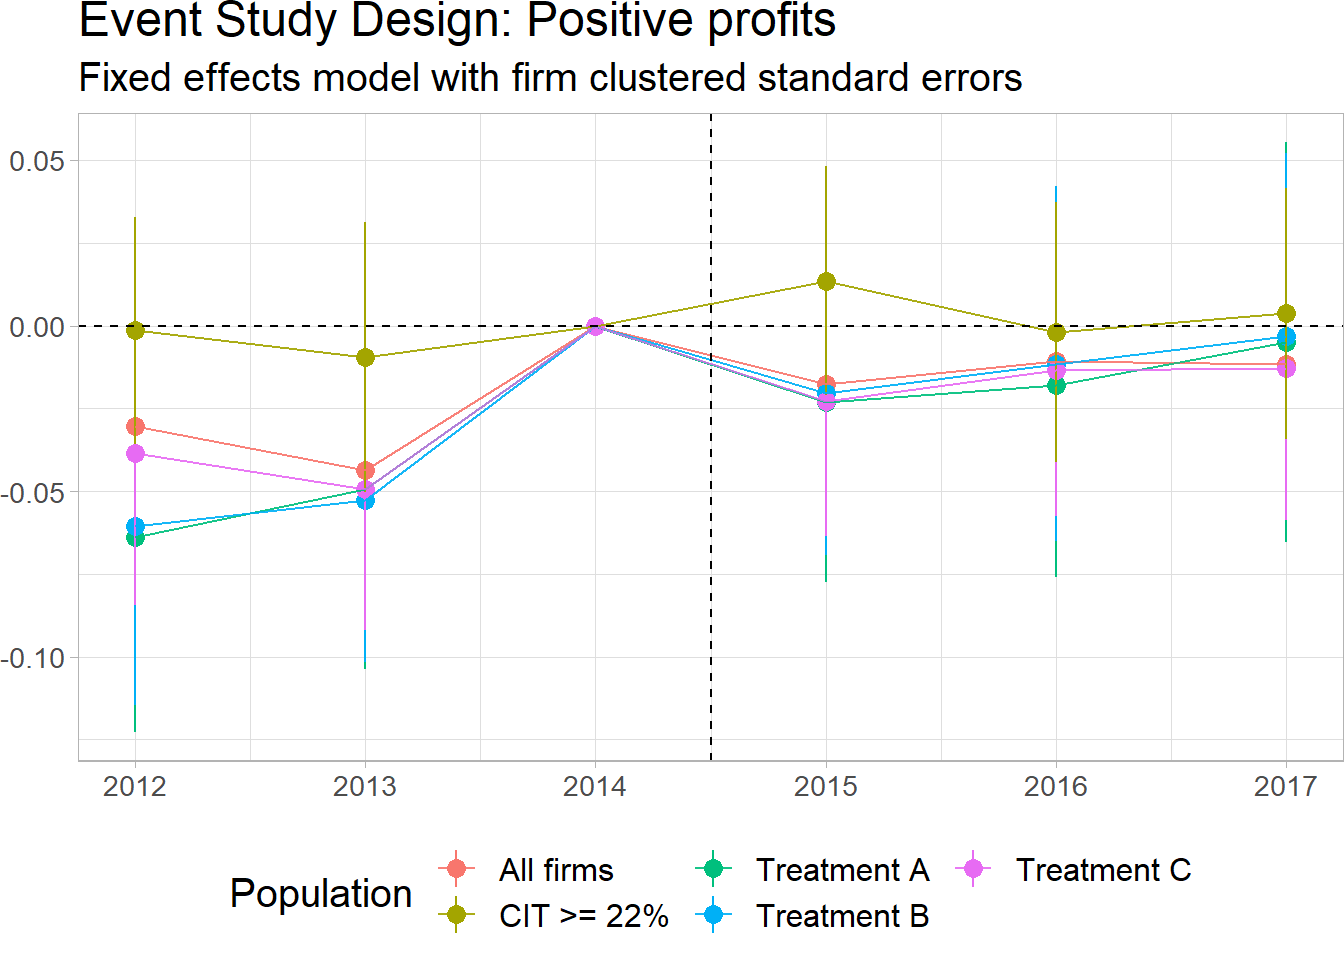 Event Study Design: Positive profits
Fixed effects model with firm clustered standard errors
0.05
0.00
-0.05
-0.10
2012 2013 2014 2015 2016 2017
Population
All firms Treatment A Treatment C
CIT >= 22% Treatment B